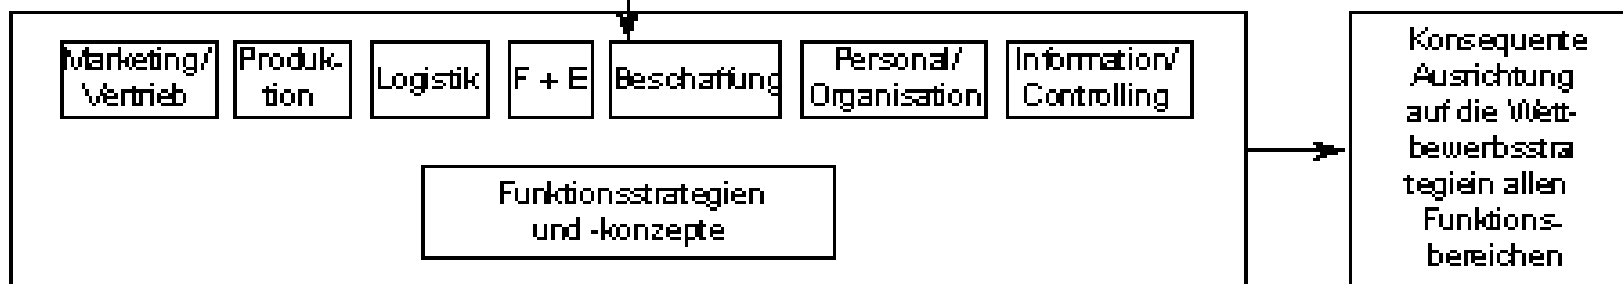 Marketing/
Vertrieb
Produk-
tion
Logistik
F + E
Beschaffung
Personal/
Organisation
Information/
Controlling
Funktionsstrategien
und -konzepte
Konsequente
Ausrichtung
auf die Wett-
bewerbsstra
tegiein allen
Funktions-
bereichen